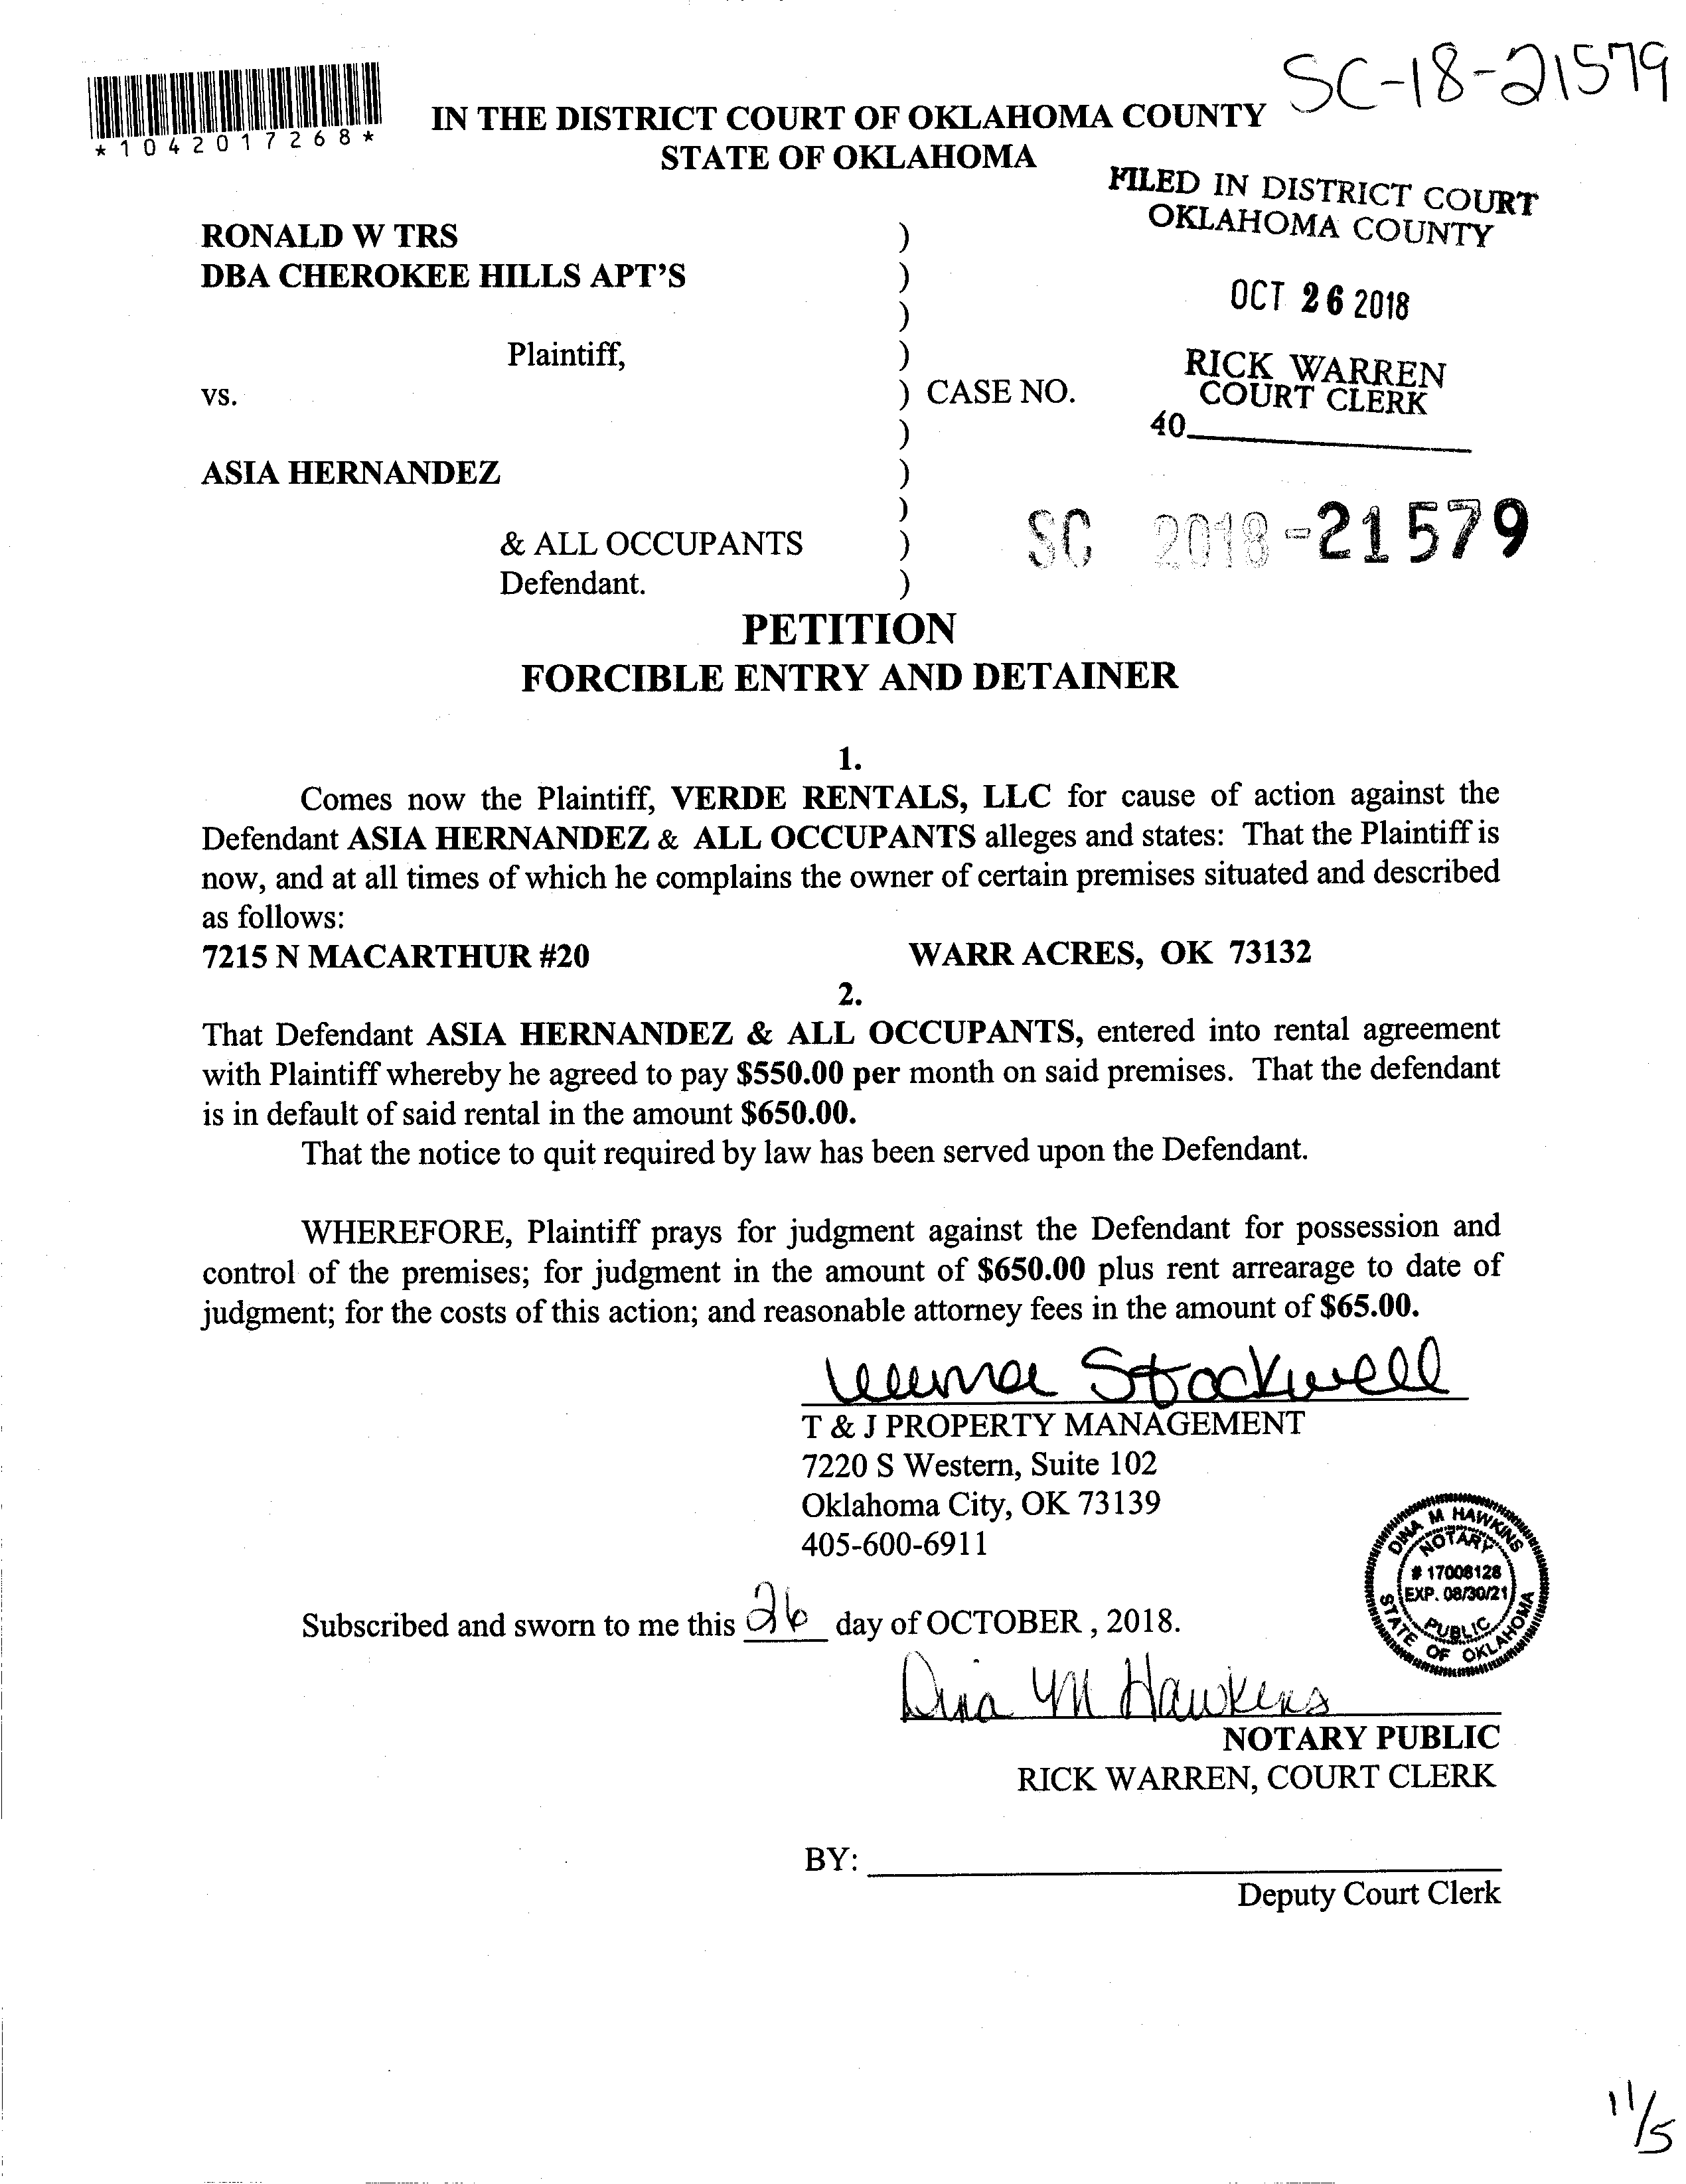 SC-18-21579
*1042017268*
IN THE DISTRICT COURT OF OKLAHOMA COUNTY
STATE OF OKLAHOMA
FILED IN DISTRICT COURT
OKLAHOMA COUNTY
RONALD W TRS )
DBA CHEROKEE HILLS APT'S )
OCT 26 2018
)
Plaintiff, )
RICK WARREN
COURT CLERK
vs. ) CASE NO.
40
)
ASIA HERNANDEZ )
)
SC 2018-21579
& ALL OCCUPANTS )
Defendant. )
PETITION
FORCIBLE ENTRY AND DETAINER
1.
Comes now the Plaintiff, VERDE RENTALS, LLC for cause of action against the
Defendant ASIA HERNANDEZ & ALL OCCUPANTS alleges and states: That the Plaintiff is
now, and at all times of which he complains the owner of certain premises situated and described
as follows:
7215 N MACARTHUR #20 WARR ACRES, OK 73132
2.
That Defendant ASIA HERNANDEZ & ALL OCCUPANTS, entered into rental agreement
with Plaintiff whereby he agreed to pay $550.00 per month on said premises. That the defendant
is in default of said rental in the amount $650.00.
That the notice to quit required by law has been served upon the Defendant.
WHEREFORE, Plaintiff prays for judgment against the Defendant for possession and
control of the premises; for judgment in the amount of $650.00 plus rent arrearage to date of
judgment; for the costs of this action; and reasonable attorney fees in the amount of $65.00.
Stockwell
T & J PROPERTY MANAGEMENT
7220 S Western, Suite 102
Oklahoma City, OK 73139
405-600-6911
DINA M HAWKINS
NOTARY
# 17008128
EXP. 08/30/21
PUBLIC
STATE OF OKLAHOMA
Subscribed and sworn to me this 26 day of OCTOBER , 2018.
Dina M Hawkins
NOTARY PUBLIC
RICK WARREN, COURT CLERK
BY:
Deputy Court Clerk
11/5